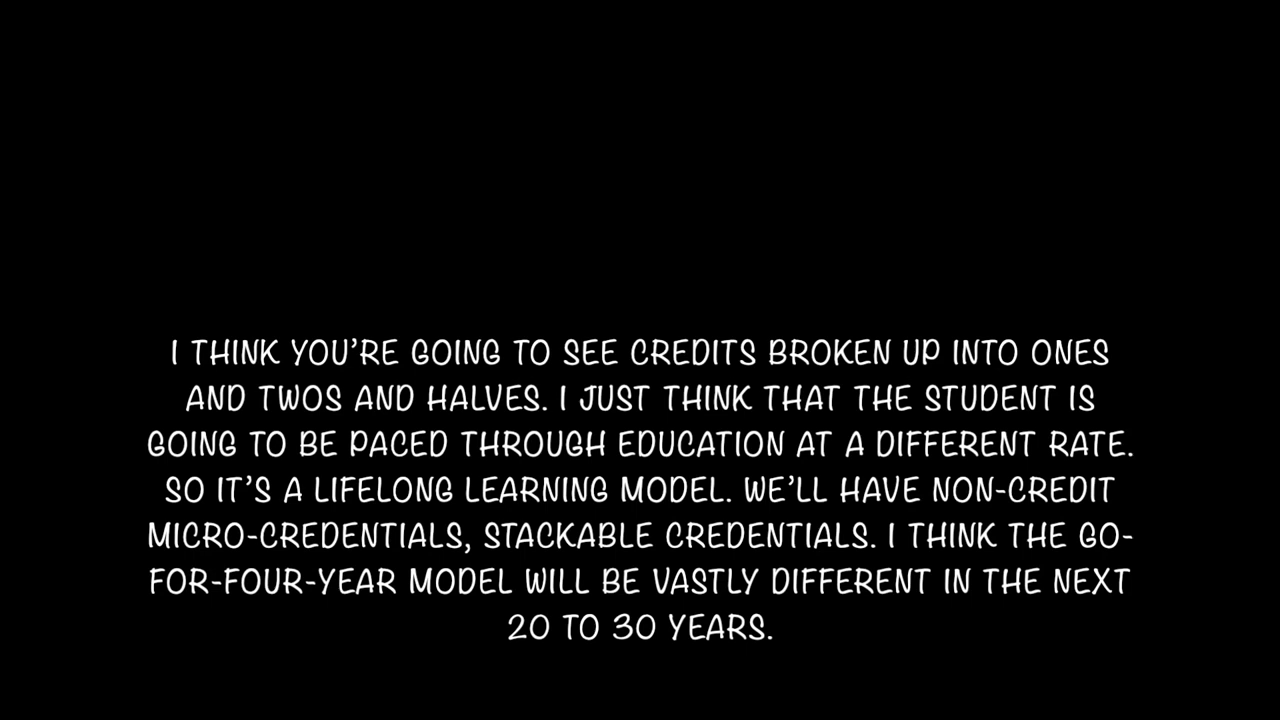 I THINK YOU’RE GOING TO SEE CREDITS BROKEN UP INTO ONES
AND TWOS AND HALVES. I JUST THINK THAT THE STUDENT IS
GOING TO BE PACED THROUGH EDUCATION AT A DIFFERENT RATE.
SO IT’S A LIFELONG LEARNING MODEL. WE’LL HAVE NON-CREDIT
MICRO-CREDENTIALS, STACKABLE CREDENTIALS. I THINK THE GO-
FOR-FOUR-YEAR MODEL WILL BE VASTLY DIFFERENT IN THE NEXT
20 TO 30 YEARS.